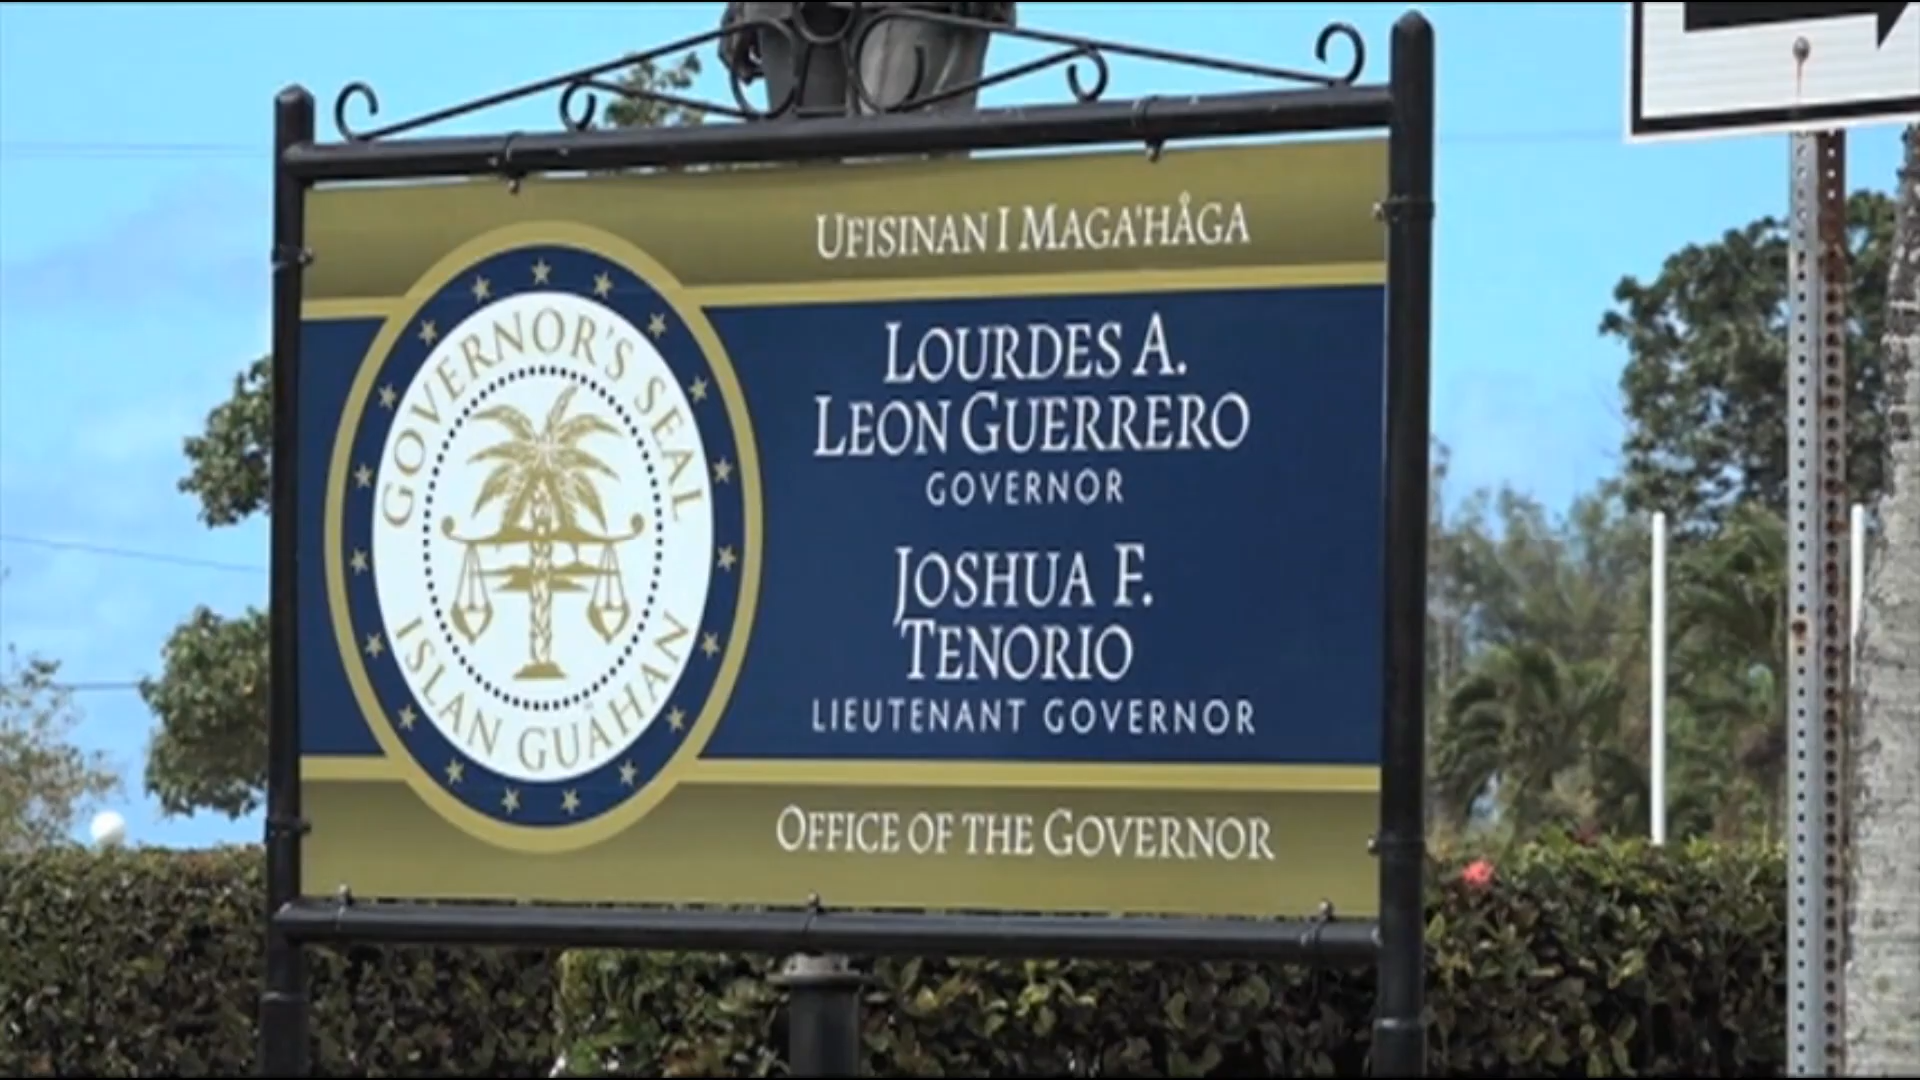 UFISINAN I MAGA'HÅGA
GOVERNOR'S SEAL
ISLAN GUÅHAN
LOURDES A.
LEON GUERRERO
GOVERNOR
JOSHUA F.
TENORIO
LIEUTENANT GOVERNOR
OFFICE OF THE GOVERNOR